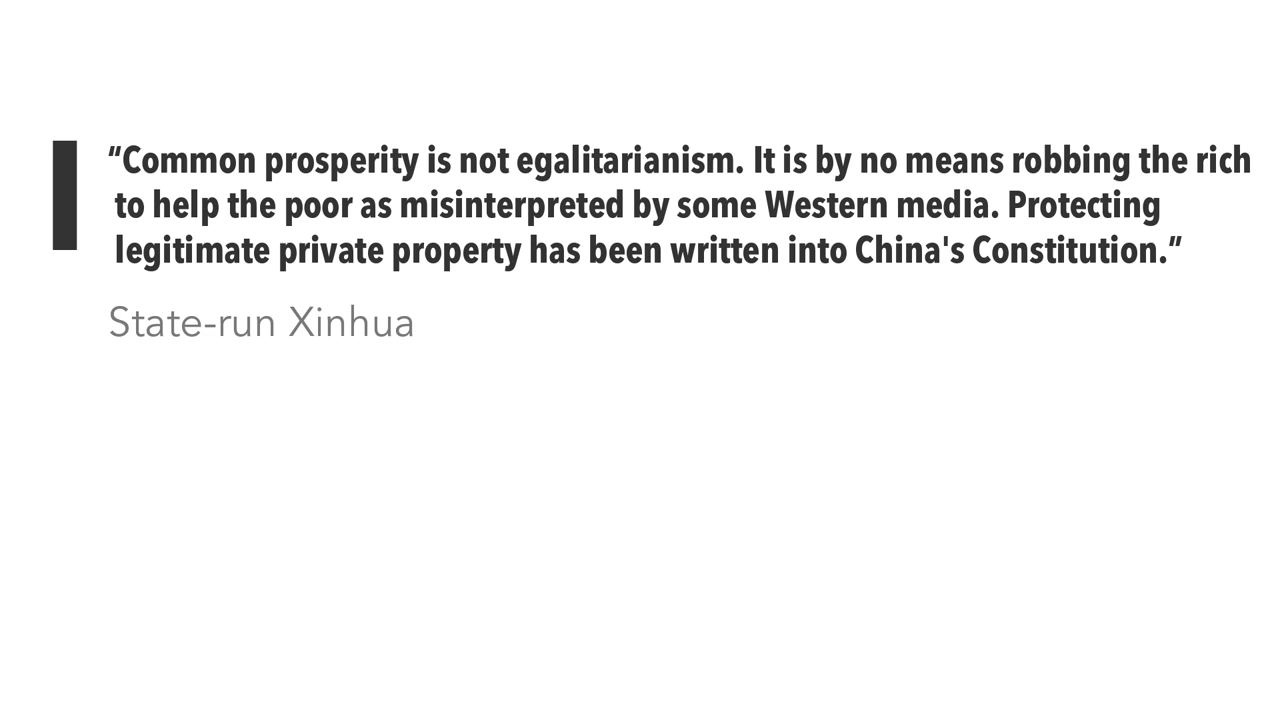 “Common prosperity is not egalitarianism. It is by no means robbing the rich
to help the poor as misinterpreted by some Western media. Protecting
legitimate private property has been written into China's Constitution.”
State-run Xinhua